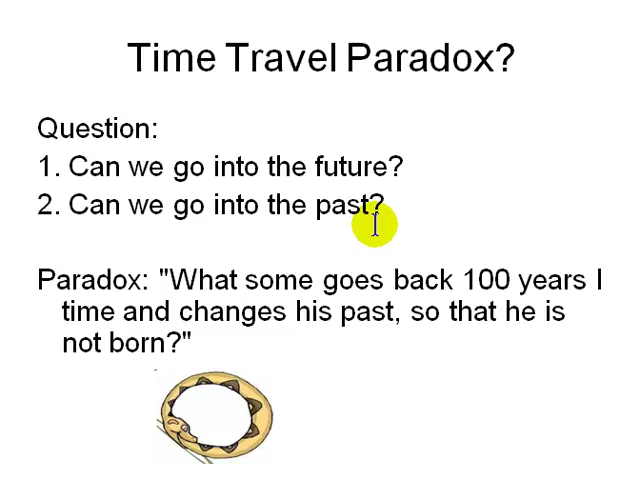 Time Travel Paradox?
Question:
1. Can we go into the future?
2. Can we go into the past?
Paradox: "What some goes back 100 years I
time and changes his past, so that he is
not born?"